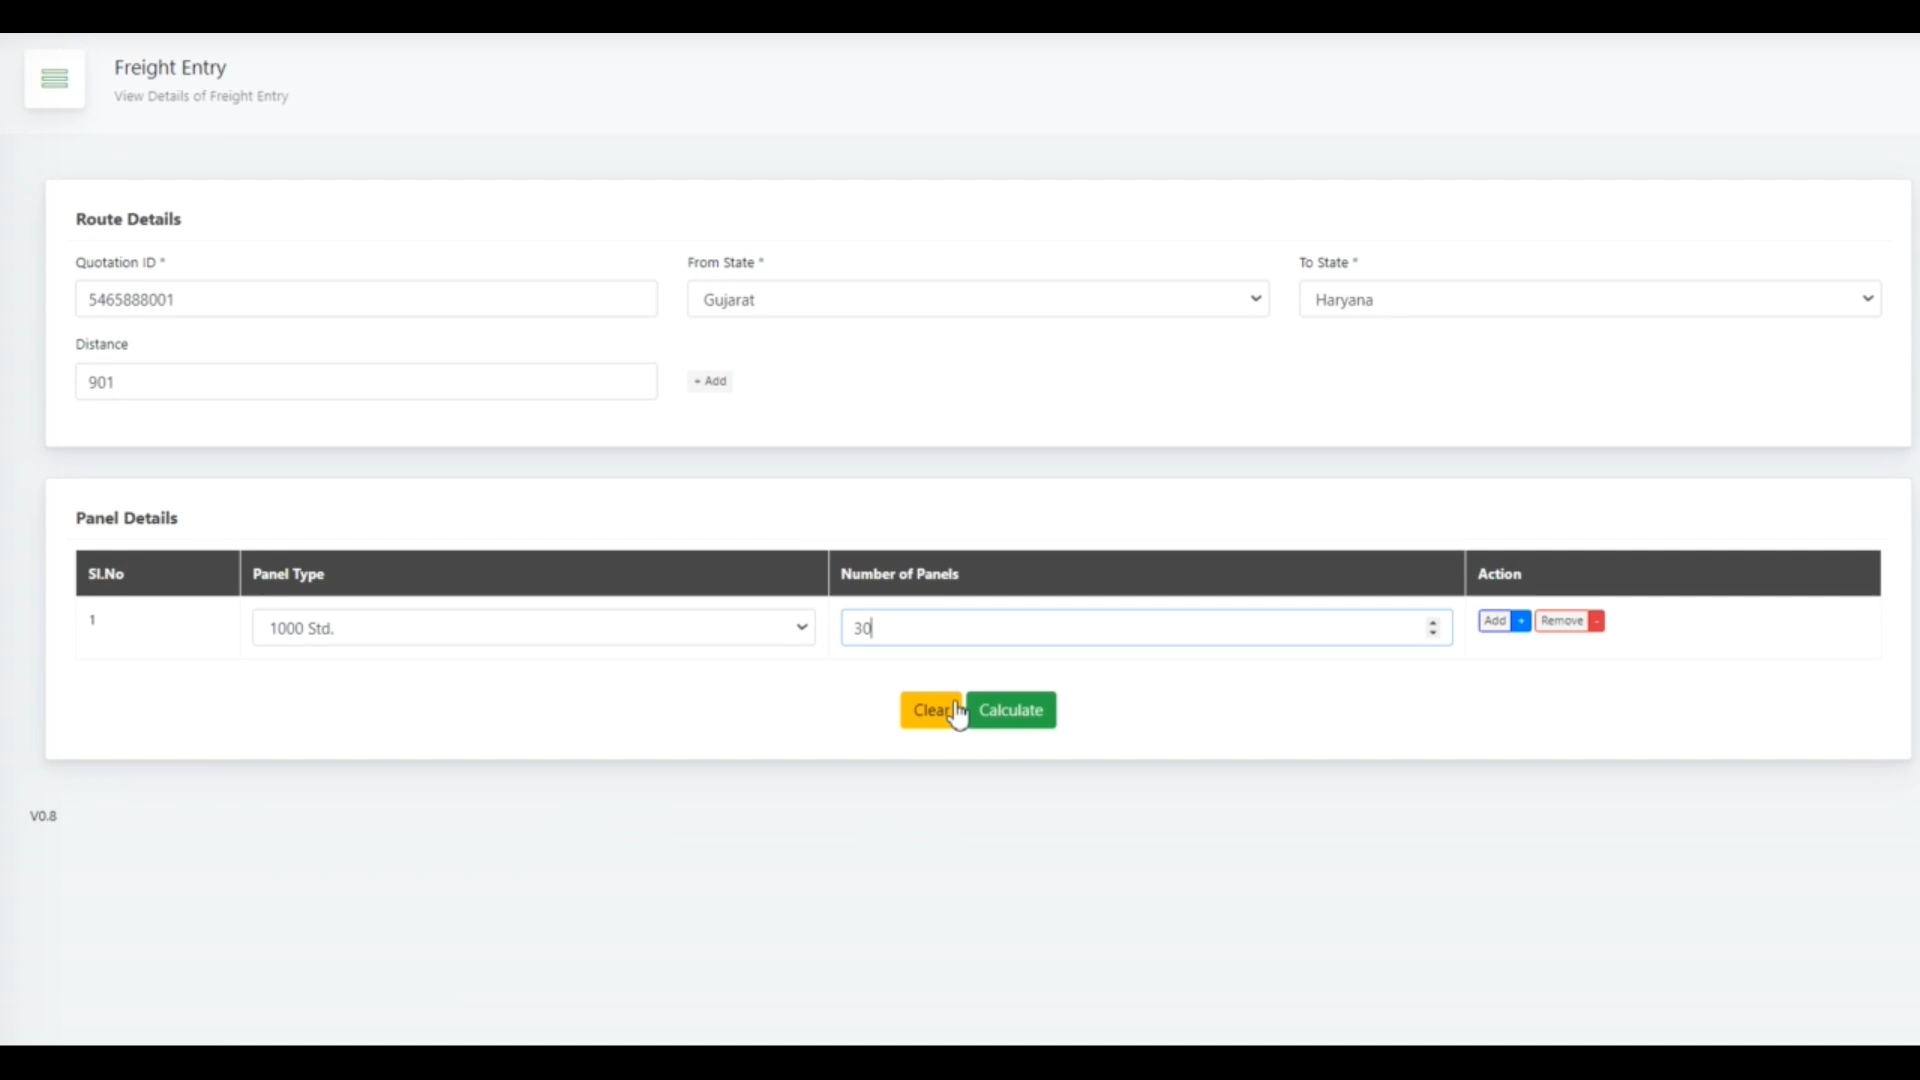 Freight Entry
View Details of Freight Entry
Route Details
Quotation ID *
From State *
To State *
5465888001
Gujarat
Haryana
Distance
901
+ Add
Panel Details
Sl.No
Panel Type
Number of Panels
Action
1
1000 Std.
30
Add +
Remove -
Clear
Calculate
V0.8